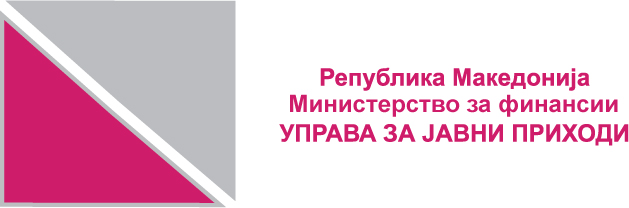 Република Македонија
Министерство за финансии
УПРАВА ЗА ЈАВНИ ПРИХОДИ